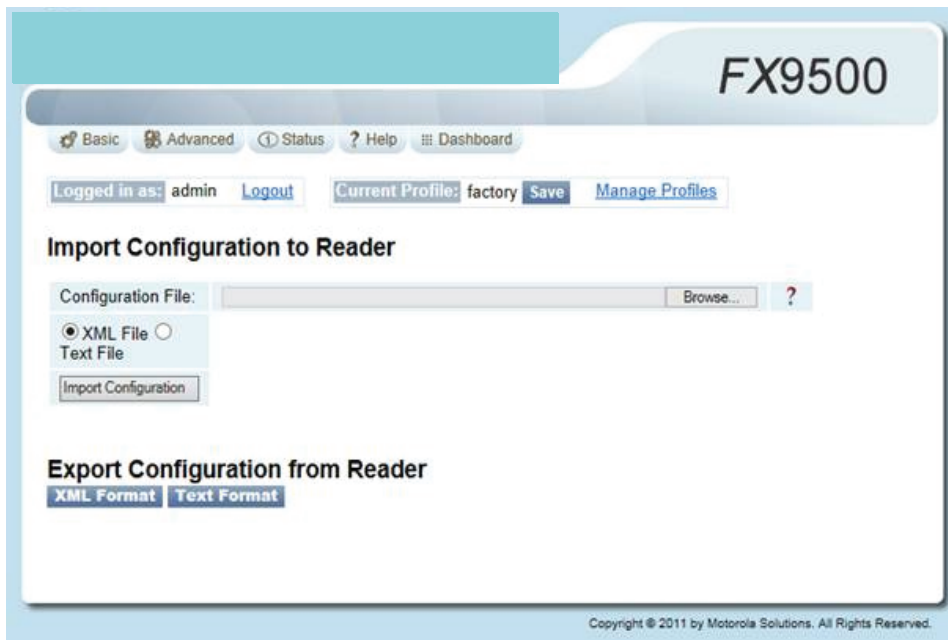 FX9500
Basic Advanced Status ? Help Dashboard
Logged in as: admin Logout Current Profile: factory Save Manage Profiles
Import Configuration to Reader
Configuration File: Browse... ?
XML File
Text File
Import Configuration
Export Configuration from Reader
XML Format Text Format
Copyright © 2011 by Motorola Solutions. All Rights Reserved.